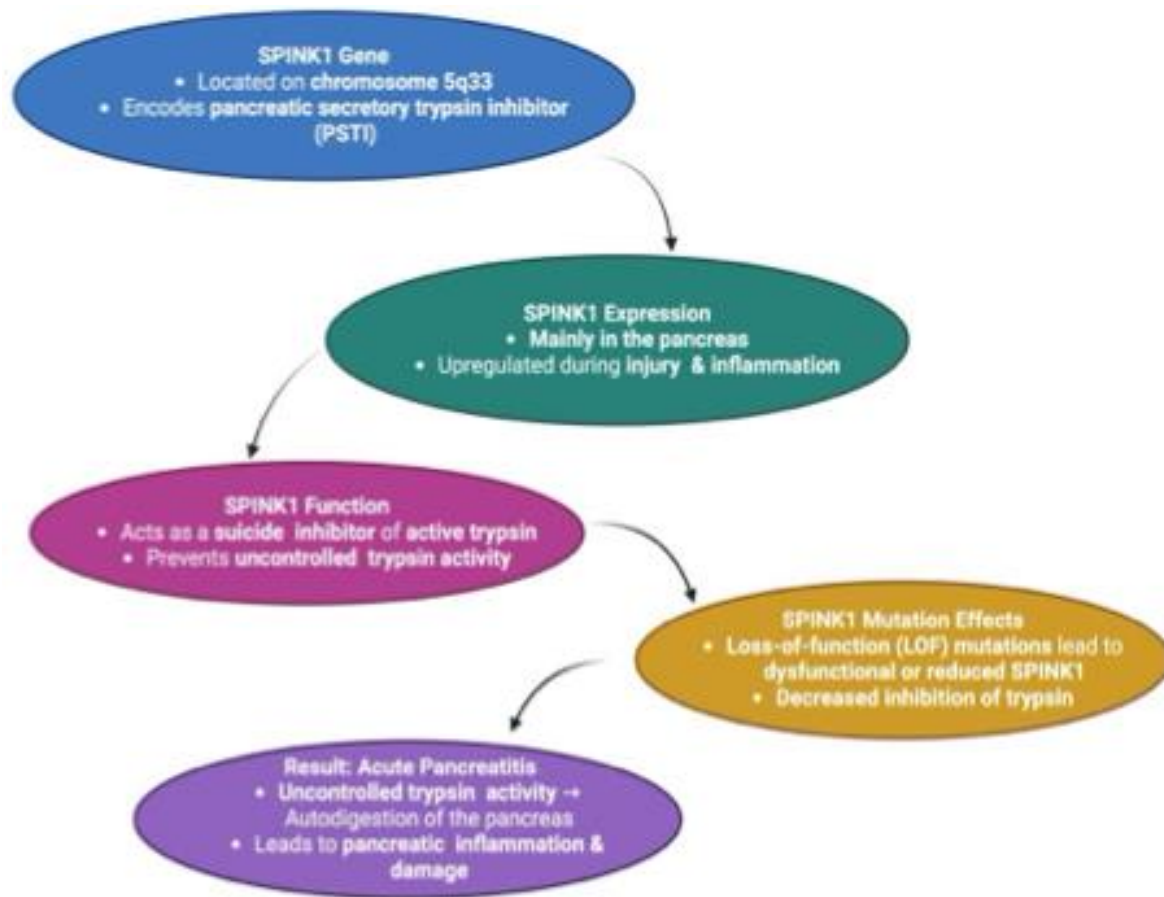 SPINK1 Gene
• Located on chromosome 5q33
• Encodes pancreatic secretory trypsin inhibitor
(PSTI)
SPINK1 Expression
• Mainly in the pancreas
• Upregulated during injury & inflammation
SPINK1 Function
• Acts as a suicide inhibitor of active trypsin
• Prevents uncontrolled trypsin activity
SPINK1 Mutation Effects
• Loss-of-function (LOF) mutations lead to
dysfunctional or reduced SPINK1
• Decreased inhibition of trypsin
Result: Acute Pancreatitis
• Uncontrolled trypsin activity →
Autodigestion of the pancreas
• Leads to pancreatic inflammation &
damage